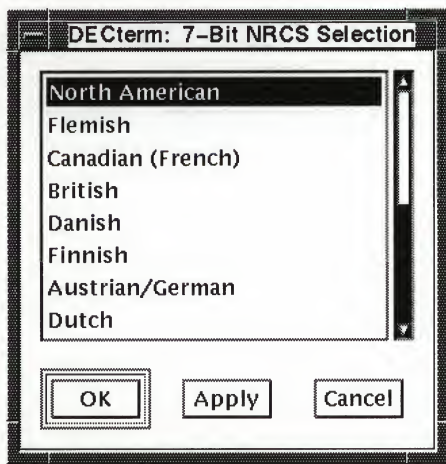 DECterm: 7-Bit NRCS Selection
North American
Flemish
Canadian (French)
British
Danish
Finnish
Austrian/German
Dutch
OK
Apply
Cancel